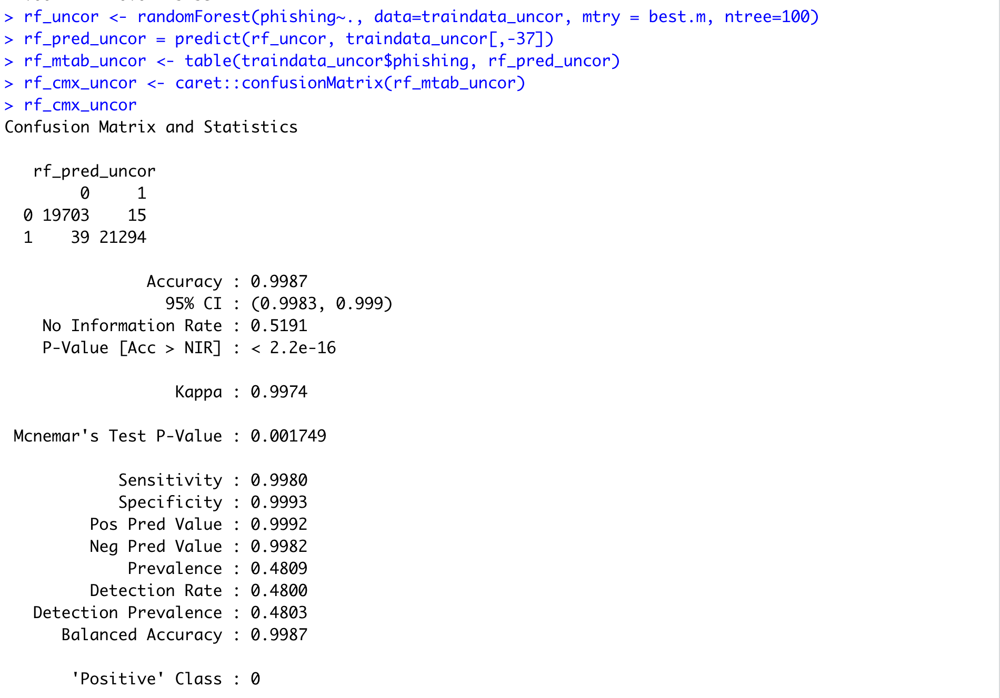 > rf_uncor <- randomForest(phishing~., data=traindata_uncor, mtry = best.m, ntree=100)
> rf_pred_uncor = predict(rf_uncor, traindata_uncor[,-37])
> rf_mtab_uncor <- table(traindata_uncor$phishing, rf_pred_uncor)
> rf_cmx_uncor <- caret::confusionMatrix(rf_mtab_uncor)
> rf_cmx_uncor
Confusion Matrix and Statistics
rf_pred_uncor
0 1
0 19703 15
1 39 21294
Accuracy : 0.9987
95% CI : (0.9983, 0.999)
No Information Rate : 0.5191
P-Value [Acc > NIR] : < 2.2e-16
Kappa : 0.9974
Mcnemar's Test P-Value : 0.001749
Sensitivity : 0.9980
Specificity : 0.9993
Pos Pred Value : 0.9992
Neg Pred Value : 0.9982
Prevalence : 0.4809
Detection Rate : 0.4800
Detection Prevalence : 0.4803
Balanced Accuracy : 0.9987
'Positive' Class : 0